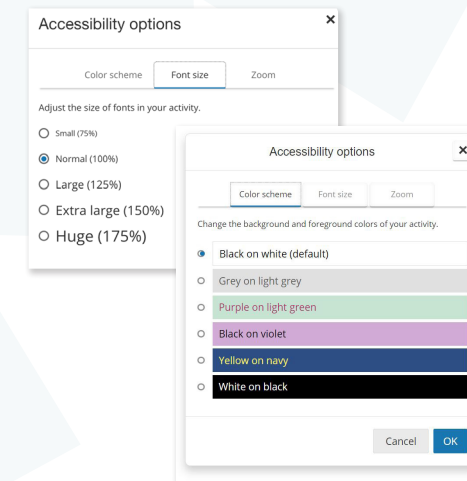 Accessibility options ×
Color scheme Font size Zoom
Adjust the size of fonts in your activity.
Small (75%)
Normal (100%)
Large (125%)
Extra large (150%)
Huge (175%)
Accessibility options ×
Color scheme Font size Zoom
Change the background and foreground colors of your activity.
Black on white (default)
Grey on light grey
Purple on light green
Black on violet
Yellow on navy
White on black
Cancel OK